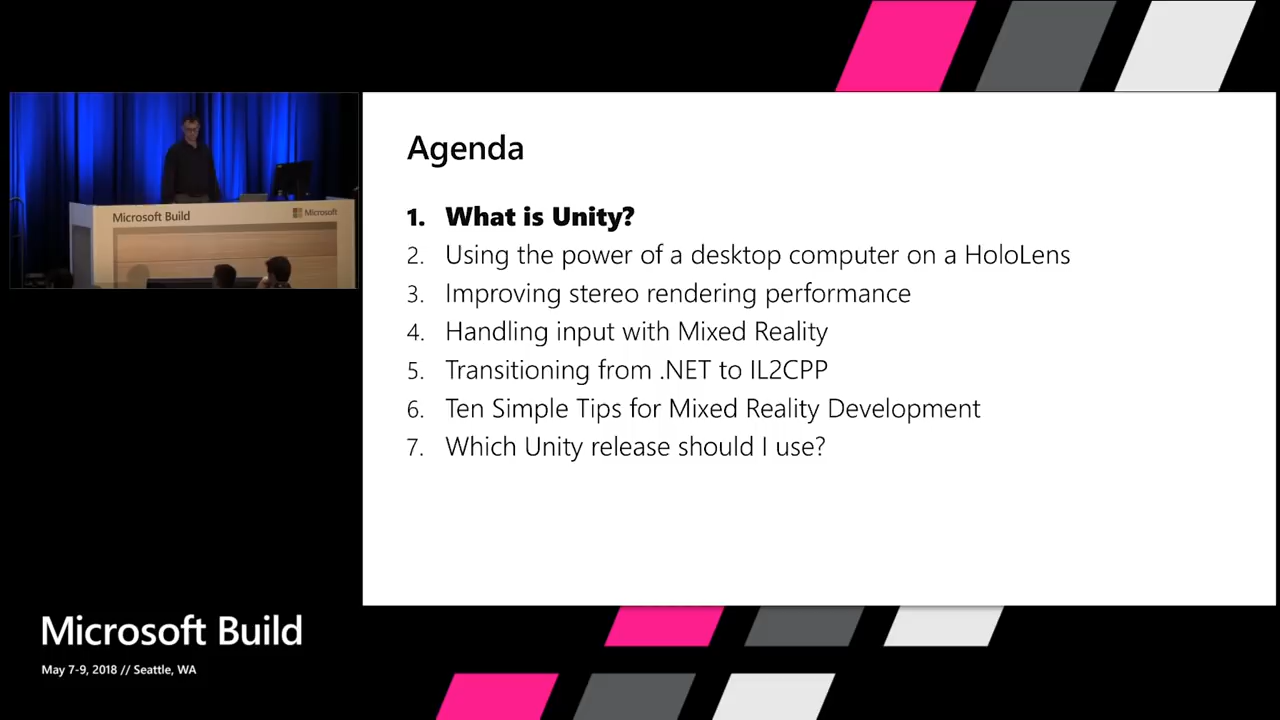 Microsoft Build
Microsoft
Agenda
1. What is Unity?
2. Using the power of a desktop computer on a HoloLens
3. Improving stereo rendering performance
4. Handling input with Mixed Reality
5. Transitioning from .NET to IL2CPP
6. Ten Simple Tips for Mixed Reality Development
7. Which Unity release should I use?
Microsoft Build
May 7-9, 2018 // Seattle, WA